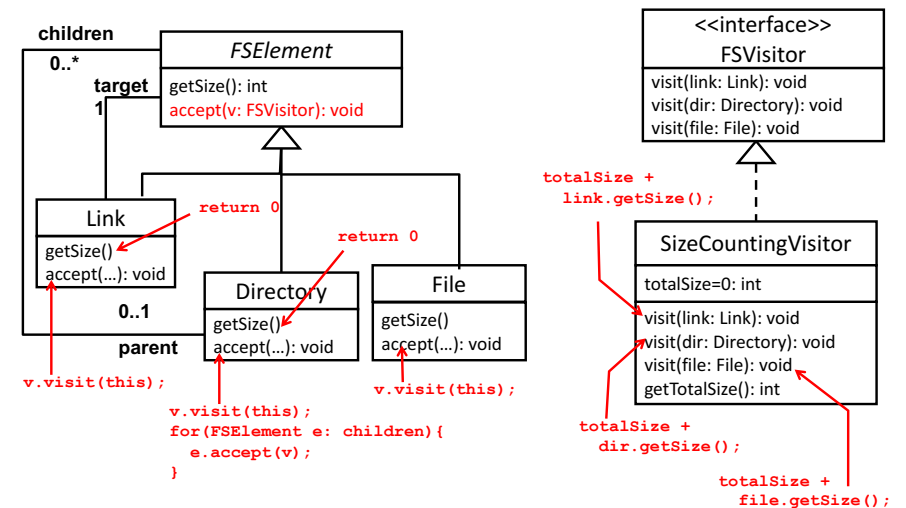 children
0..*
target
1
FSElement
getSize(): int
accept(v: FSVisitor): void
Link
getSize()
accept(...): void
return 0
return 0
0..1
parent
Directory
getSize()
accept(...): void
File
getSize()
accept(...): void
v.visit(this);
v.visit(this);
for(FSElement e: children){
e.accept(v);
}
v.visit(this);
<<interface>>
FSVisitor
visit(link: Link): void
visit(dir: Directory): void
visit(file: File): void
totalSize +
link.getSize();
SizeCountingVisitor
totalSize=0: int
visit(link: Link): void
visit(dir: Directory): void
visit(file: File): void
getTotalSize(): int
totalSize +
dir.getSize();
totalSize +
file.getSize();